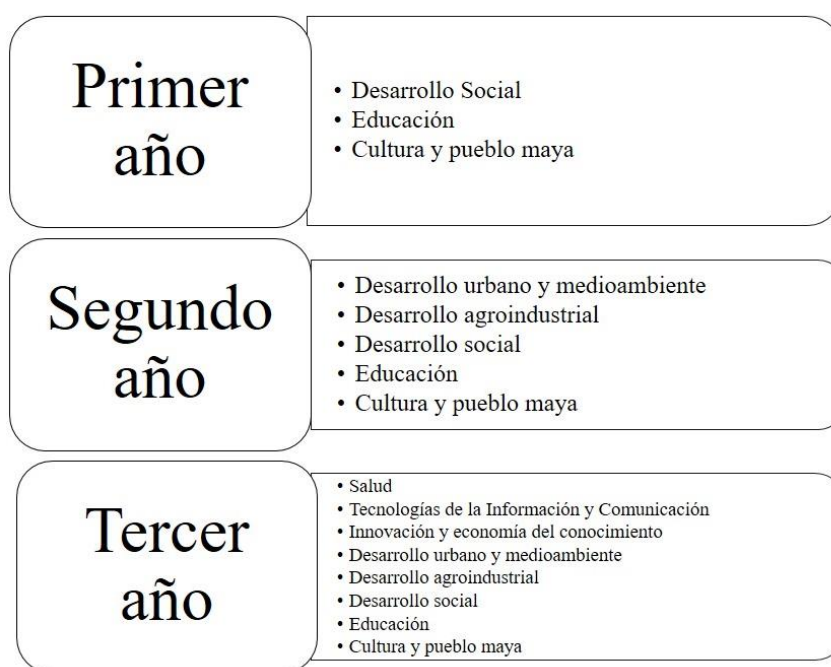 Primer
año
• Desarrollo Social
• Educación
• Cultura y pueblo maya
Segundo
año
• Desarrollo urbano y medioambiente
• Desarrollo agroindustrial
• Desarrollo social
• Educación
• Cultura y pueblo maya
Tercer
año
• Salud
• Tecnologías de la Información y Comunicación
• Innovación y economía del conocimiento
• Desarrollo urbano y medioambiente
• Desarrollo agroindustrial
• Desarrollo social
• Educación
• Cultura y pueblo maya